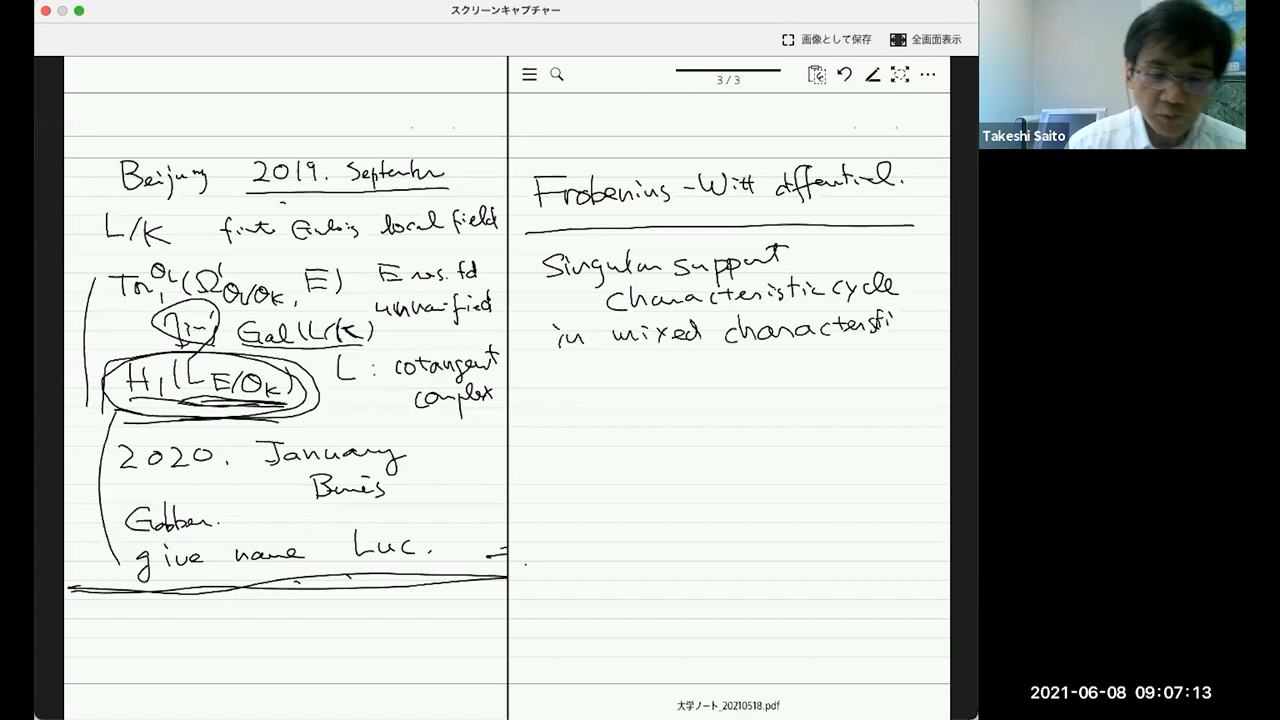 スクリーンキャプチャー
画像として保存 全画面表示
3 / 3
Beijing 2019. September
L/K finite Galois local field
Tor₁^{O_L}(Ω¹_{O_L/O_K}, E) E res. fd
unramified
Gal(L/K)
H₁(L_{E/O_K}) L : cotangent
complex
2020. January
Gabber.
give name Luc.
Frobenius-Witt differential.
Singular support
characteristic cycle
in mixed characteristi
大学ノート_20210518.pdf
Takeshi Saito
2021-06-08 09:07:13